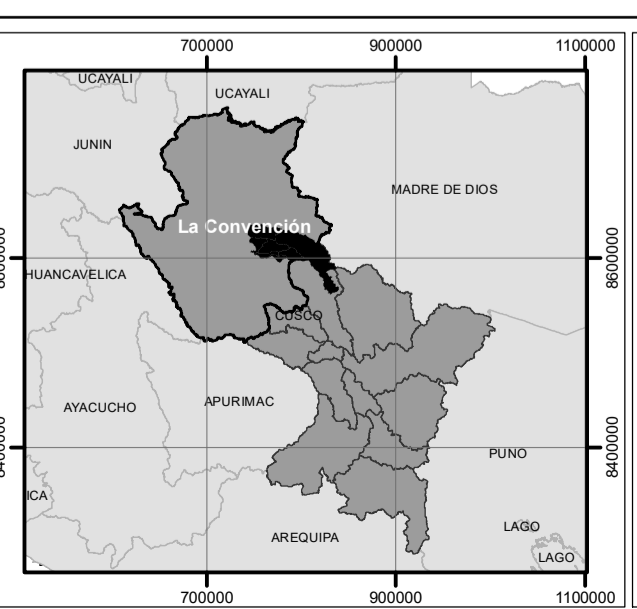 700000 900000 1100000
UCAYALI
UCAYALI
JUNIN
MADRE DE DIOS
La Convención
8600000
HUANCAVELICA
CUSCO
AYACUCHO
APURIMAC
8400000
PUNO
ICA
LAGO
AREQUIPA
LAGO
700000 900000 1100000